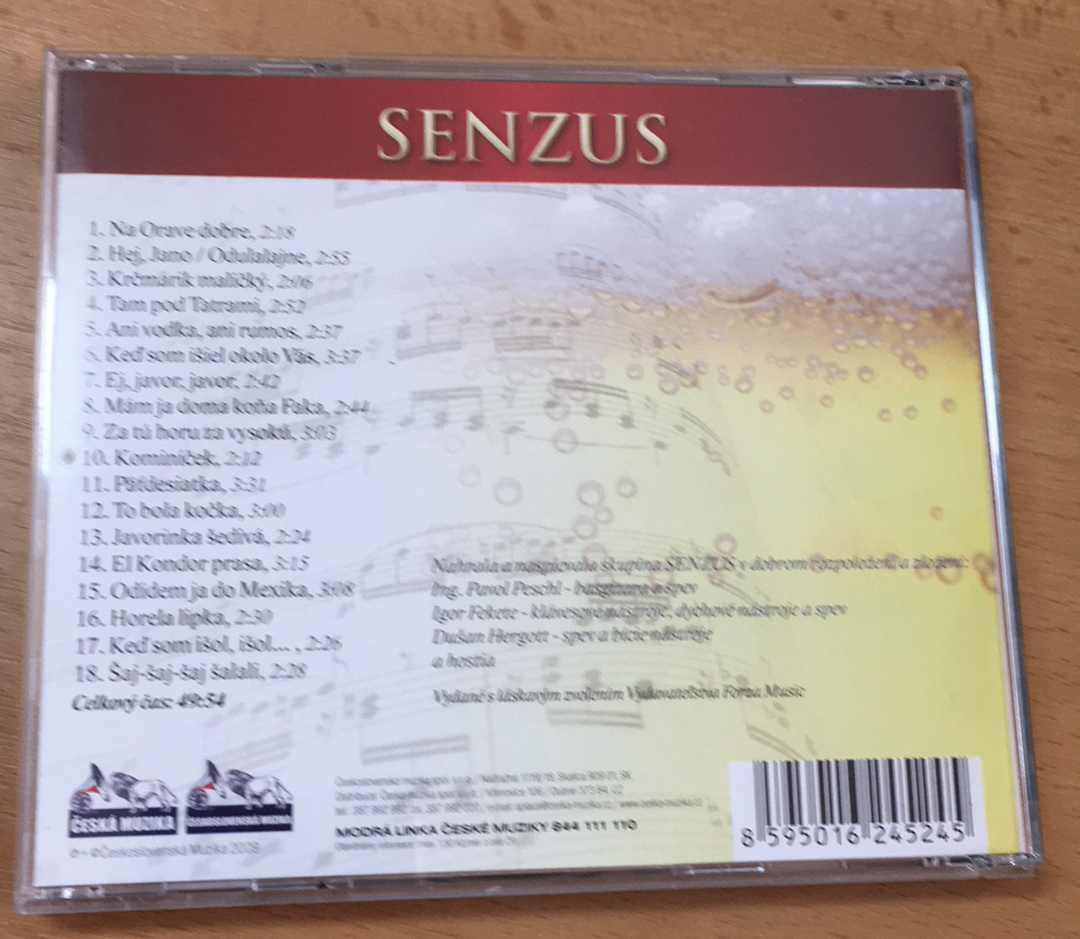 SENZUS
1. Na Orave dobre, 2:18
2. Hej, Jano / Odulalajne, 2:55
3. Krčmárik maličký, 2:06
4. Tam pod Tatrami, 2:52
5. Ani vodka, ani rumos, 2:37
6. Keď som išiel okolo Vás, 3:37
7. Ej, javor, javor, 2:42
8. Mám ja doma koňa Faka, 2:44
9. Za tú horu za vysokú, 3:03
10. Kominíček, 2:12
11. Päťdesiatka, 3:31
12. To bola kočka, 3:00
13. Javorinka šedivá, 2:24
14. El Kondor prasa, 3:15
15. Odídem ja do Mexika, 3:08
16. Horela lipka, 2:30
17. Keď som išol, išol... , 2:26
18. Šaj-šaj-šaj šalali, 2:28
Celkový čas: 49:54
Nahrala a naspievala skupina SENZUS v dobrom rozpoložení a zložení:
Ing. Pavol Peschl - basgitara a spev
Igor Fekete - klávesové nástroje, dychové nástroje a spev
Dušan Hergott - spev a bicie nástroje
a hostia
Vydané s láskavým zvolením Vydavateľstva Forza Music
ČESKÁ MUZIKA
ČESKOSLOVENSKÁ MUZIKA
℗ + © Československá Muzika 2009
MODRÁ LINKA ČESKÉ MUZIKY 844 111 110
8 595016 245245